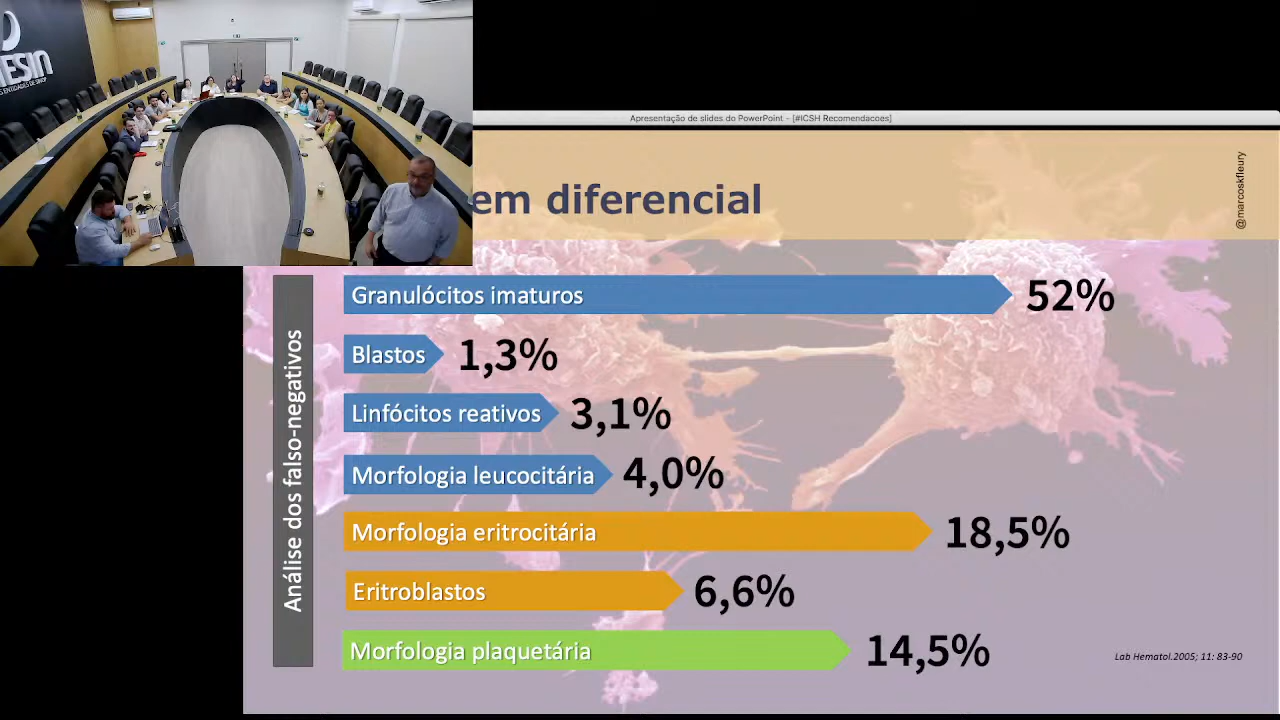 Apresentação de slides do PowerPoint - [#ICSH Recomendacoes]
em diferencial
@marcoskfleury
Análise dos falso-negativos
Granulócitos imaturos 52%
Blastos 1,3%
Linfócitos reativos 3,1%
Morfologia leucocitária 4,0%
Morfologia eritrocitária 18,5%
Eritroblastos 6,6%
Morfologia plaquetária 14,5%
Lab Hematol.2005; 11: 83-90